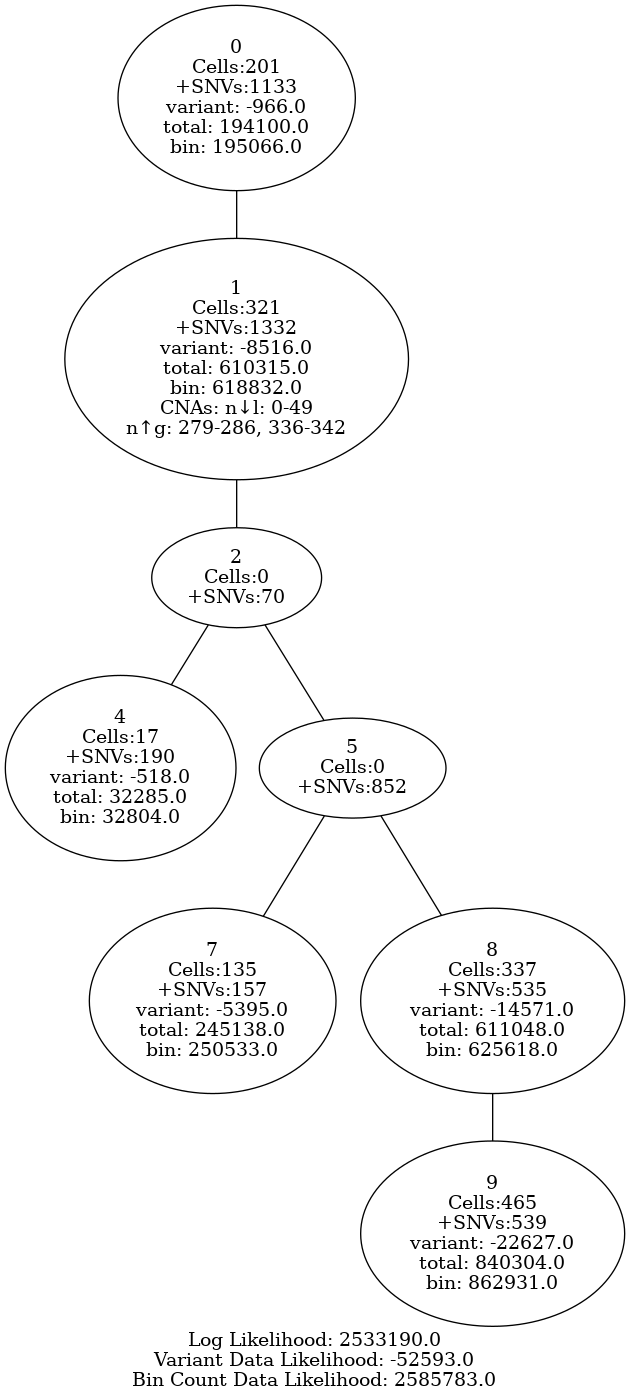 0
Cells:201
+SNVs:1133
variant: -966.0
total: 194100.0
bin: 195066.0
1
Cells:321
+SNVs:1332
variant: -8516.0
total: 610315.0
bin: 618832.0
CNAs: n↓l: 0-49
n↑g: 279-286, 336-342
2
Cells:0
+SNVs:70
4
Cells:17
+SNVs:190
variant: -518.0
total: 32285.0
bin: 32804.0
5
Cells:0
+SNVs:852
7
Cells:135
+SNVs:157
variant: -5395.0
total: 245138.0
bin: 250533.0
8
Cells:337
+SNVs:535
variant: -14571.0
total: 611048.0
bin: 625618.0
9
Cells:465
+SNVs:539
variant: -22627.0
total: 840304.0
bin: 862931.0
Log Likelihood: 2533190.0
Variant Data Likelihood: -52593.0
Bin Count Data Likelihood: 2585783.0